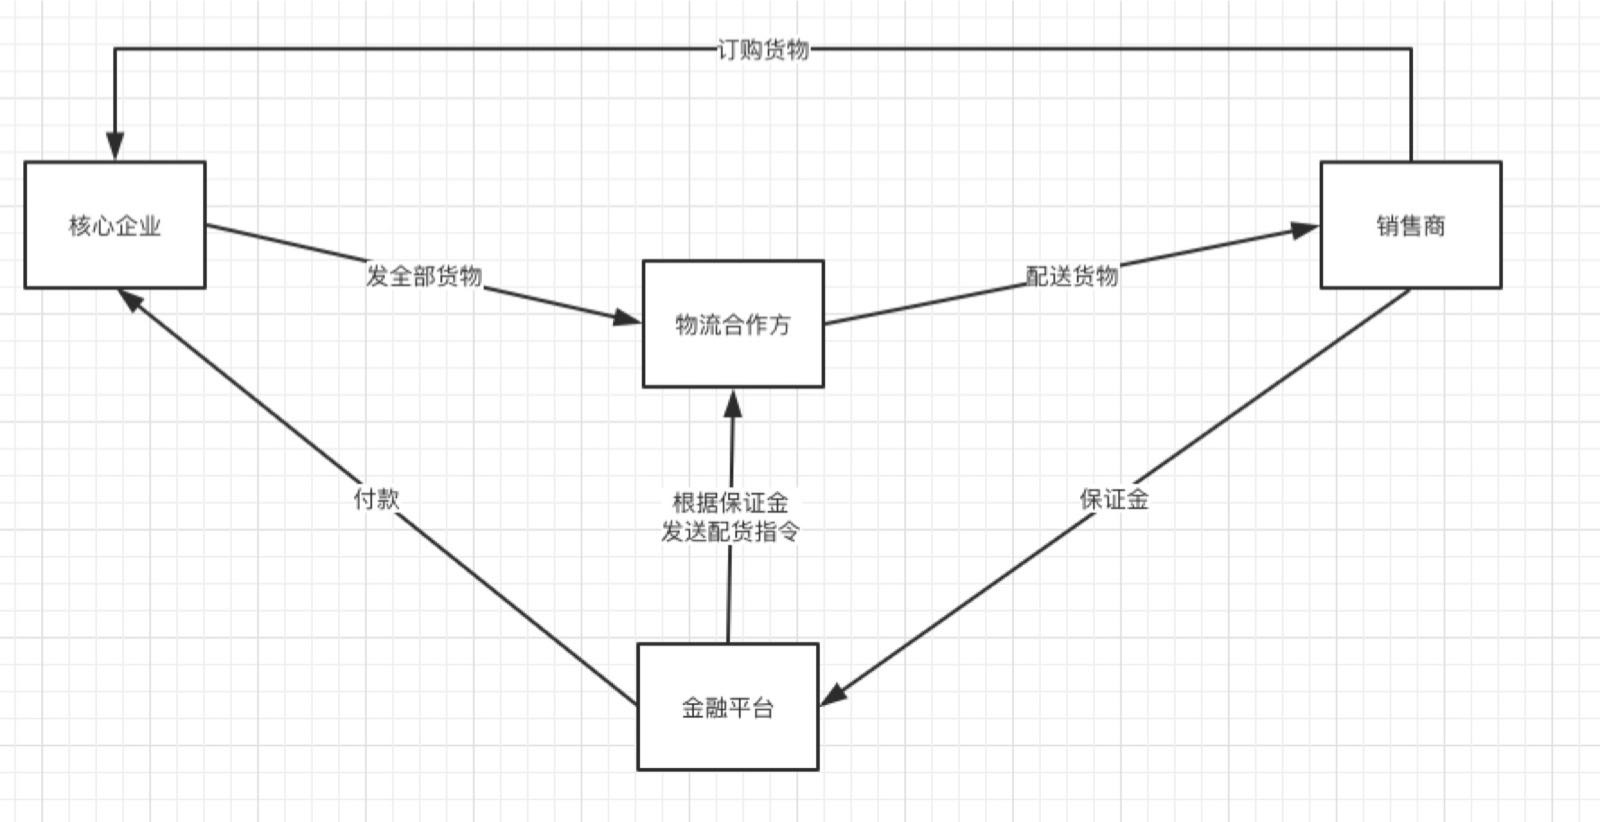 订购货物
核心企业
销售商
发全部货物
配送货物
物流合作方
付款
根据保证金
发送配货指令
保证金
金融平台